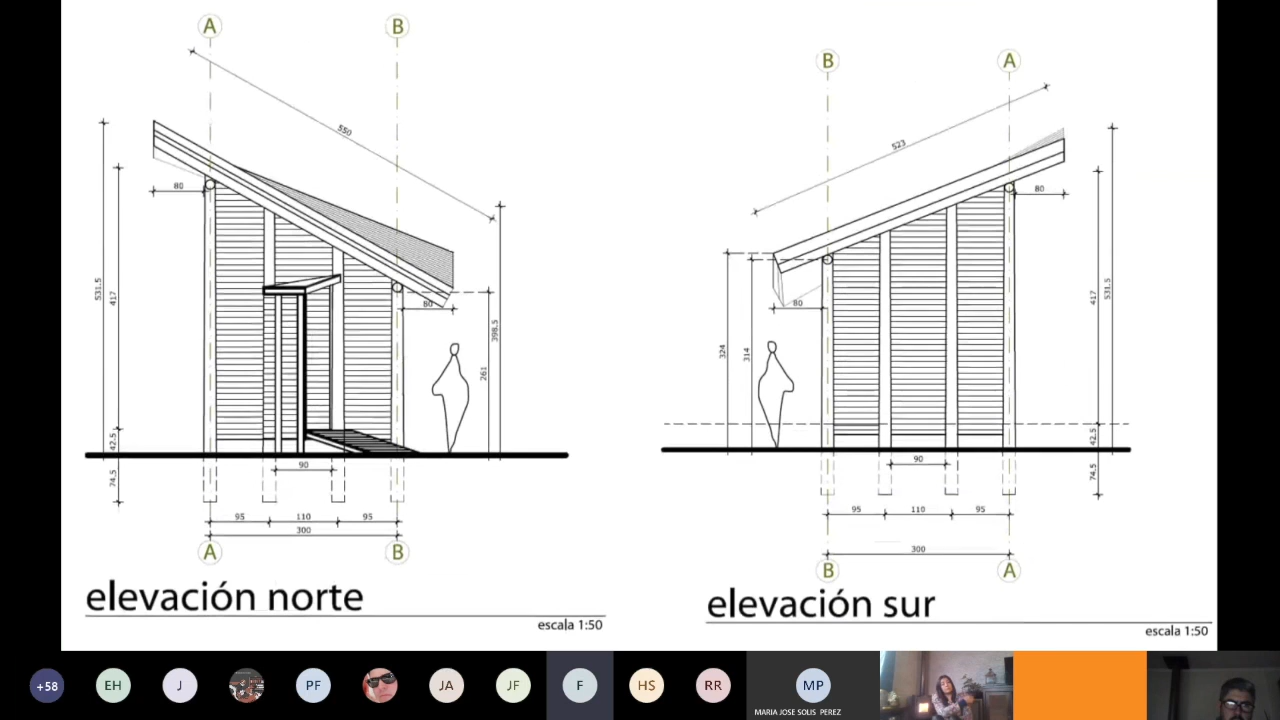 A B
B A
550
523
80
80
531.5
417
80
398.5
261
42.5
74.5
90
95 110 95
300
A B
elevación norte
escala 1:50
80
324
314
417
531.5
42.5
74.5
90
95 110 95
300
B A
elevación sur
escala 1:50
+58 EH J PF JA JF F HS RR MP
MARIA JOSE SOLIS PEREZ